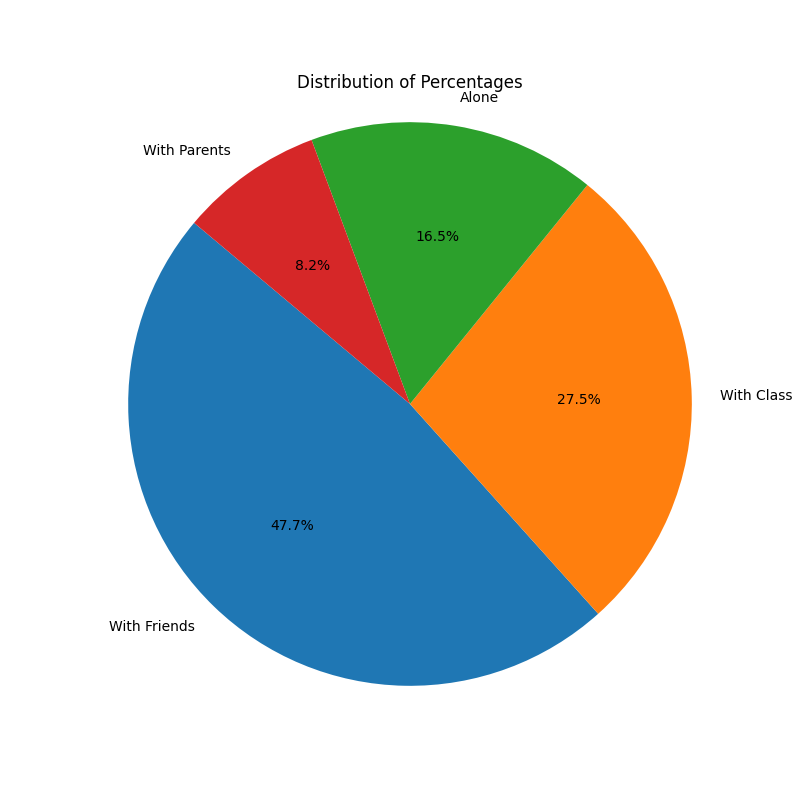 Distribution of Percentages
Alone
With Parents
16.5%
8.2%
With Class
27.5%
47.7%
With Friends